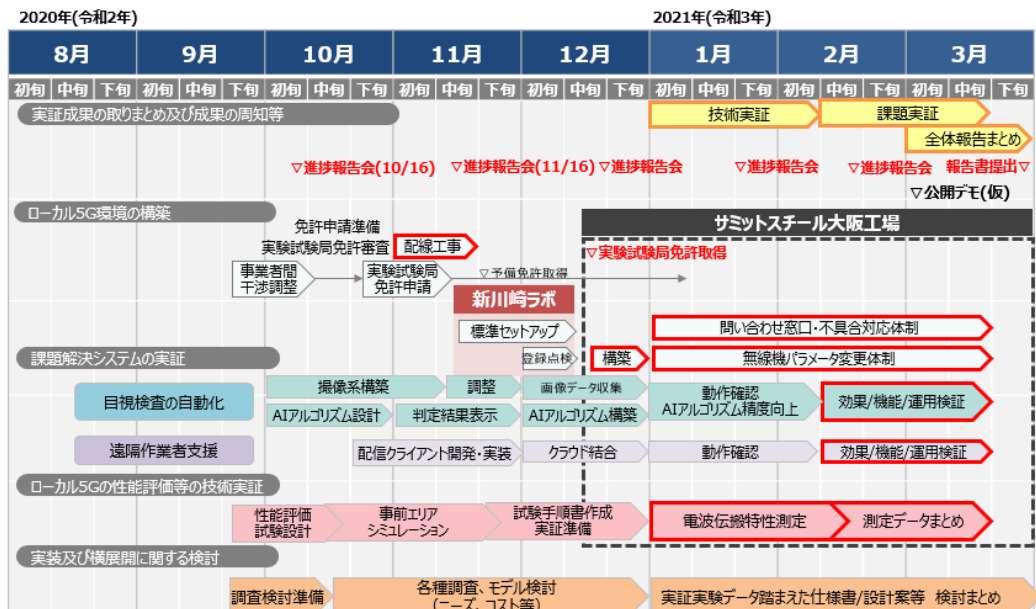 2020年(令和2年)
2021年(令和3年)
8月 9月 10月 11月 12月 1月 2月 3月
初旬 中旬 下旬 初旬 中旬 下旬 初旬 中旬 下旬 初旬 中旬 下旬 初旬 中旬 下旬 初旬 中旬 下旬 初旬 中旬 下旬 初旬 中旬 下旬
実証成果の取りまとめ及び成果の周知等
技術実証
課題実証
全体報告まとめ
▽進捗報告会(10/16) ▽進捗報告会(11/16) ▽進捗報告会 ▽進捗報告会 ▽進捗報告会 報告書提出▽
▽公開デモ(仮)
ローカル5G環境の構築
サミットスチール大阪工場
免許申請準備
実験試験局免許審査
配線工事
▽実験試験局免許取得
事業者間
干渉調整
実験試験局
免許申請
▽予備免許取得
新川崎ラボ
標準セットアップ
問い合わせ窓口・不具合対応体制
課題解決システムの実証
登録点検
構築
無線機パラメータ変更体制
目視検査の自動化
撮像系構築
調整
画像データ収集
動作確認
AIアルゴリズム精度向上
効果/機能/運用検証
AIアルゴリズム設計
判定結果表示
AIアルゴリズム構築
遠隔作業者支援
配信クライアント開発・実装
クラウド結合
動作確認
効果/機能/運用検証
ローカル5Gの性能評価等の技術実証
性能評価
試験設計
事前エリア
シミュレーション
試験手順書作成
実証準備
電波伝搬特性測定
測定データまとめ
実装及び横展開に関する検討
調査検討準備
各種調査、モデル検討
(ニーズ、コスト等)
実証実験データ踏まえた仕様書/設計案等 検討まとめ